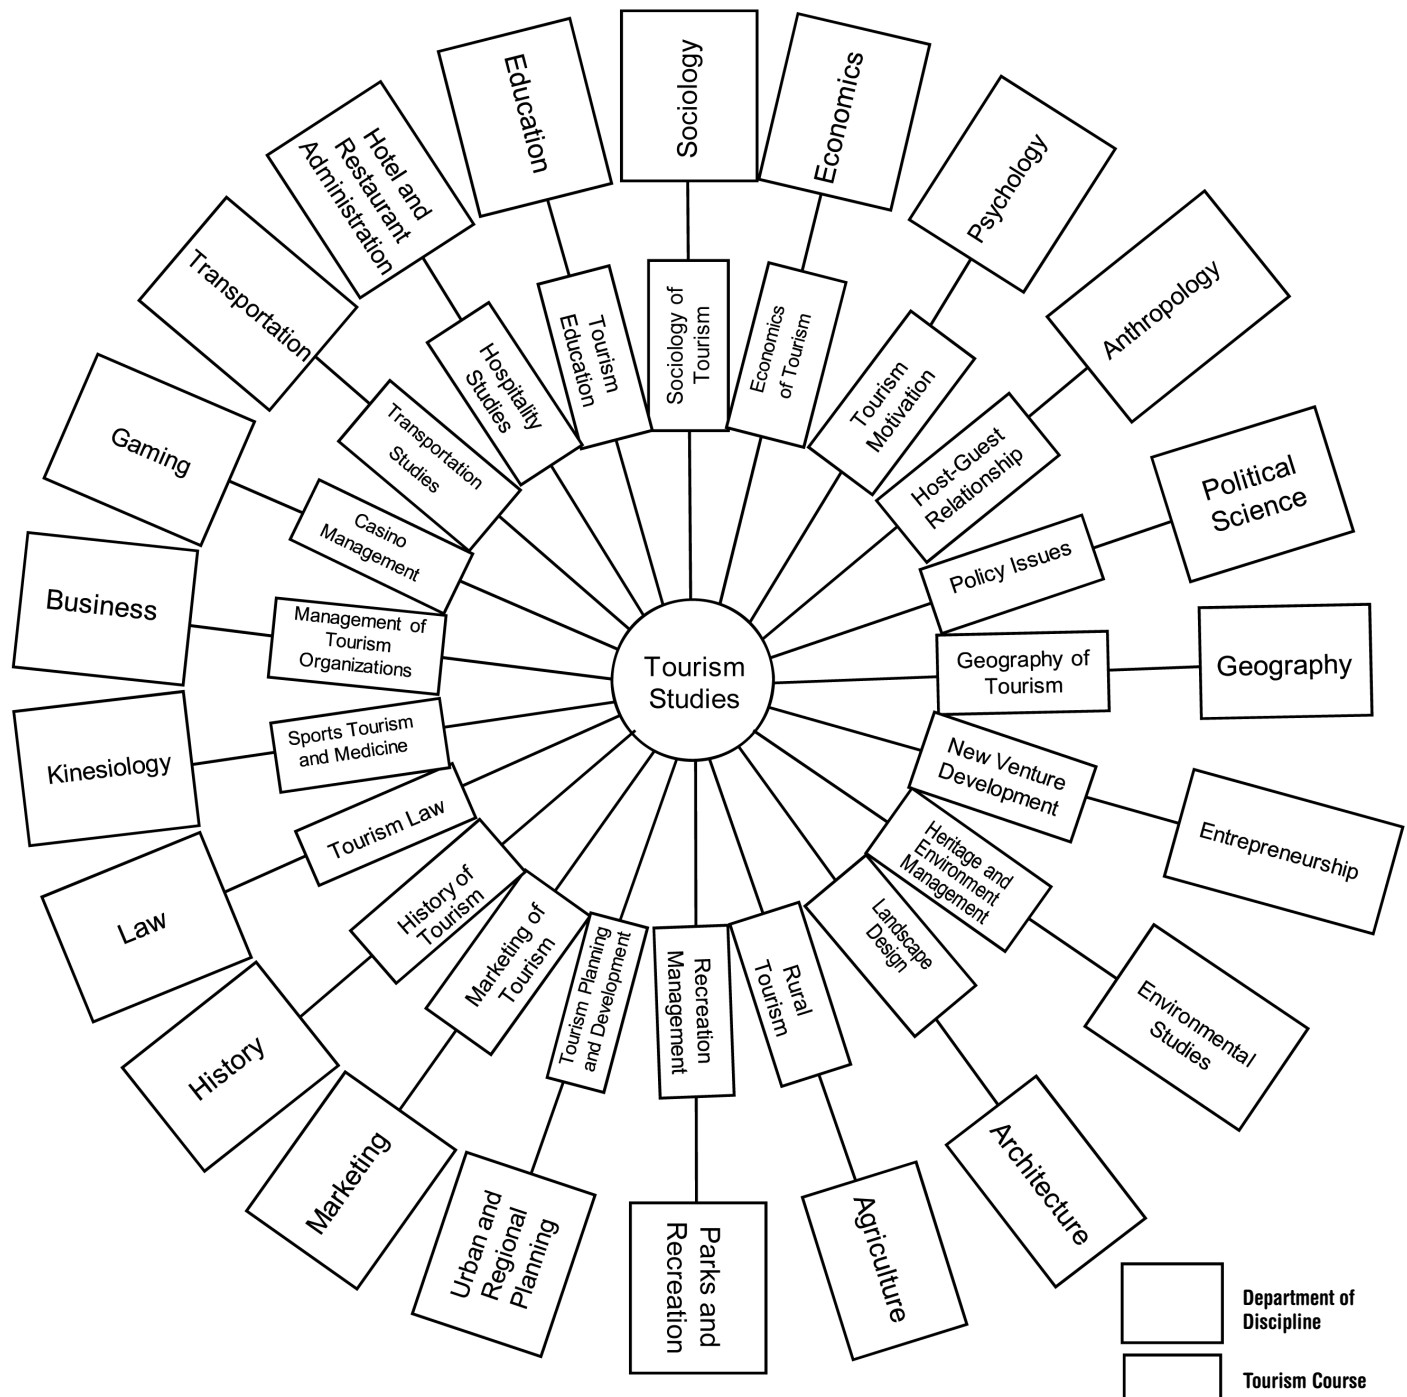 Sociology
Sociology of
Tourism
Economics
Economics
of Tourism
Psychology
Tourism
Motivation
Anthropology
Host-Guest
Relationship
Political
Science
Policy Issues
Geography
Geography of
Tourism
Entrepreneurship
New Venture
Development
Environmental
Studies
Heritage and
Environment
Management
Architecture
Landscape
Design
Agriculture
Rural
Tourism
Parks and
Recreation
Recreation
Management
Urban and
Regional
Planning
Tourism Planning
and Development
Marketing
Marketing of
Tourism
History
History of
Tourism
Law
Tourism Law
Kinesiology
Sports Tourism
and Medicine
Business
Management of
Tourism
Organizations
Gaming
Casino
Management
Transportation
Transportation
Studies
Hotel and
Restaurant
Administration
Hospitality
Studies
Education
Tourism
Education
Tourism
Studies
Department of
Discipline
Tourism Course